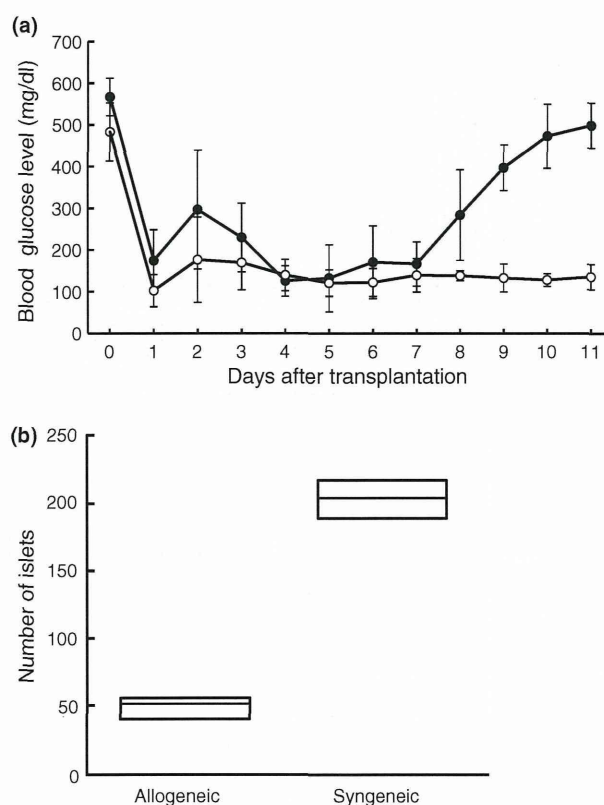 (a)
700
600
500
400
300
200
100
0
Blood glucose level (mg/dl)
0 1 2 3 4 5 6 7 8 9 10 11
Days after transplantation
(b)
250
200
150
100
50
0
Number of islets
Allogeneic Syngeneic